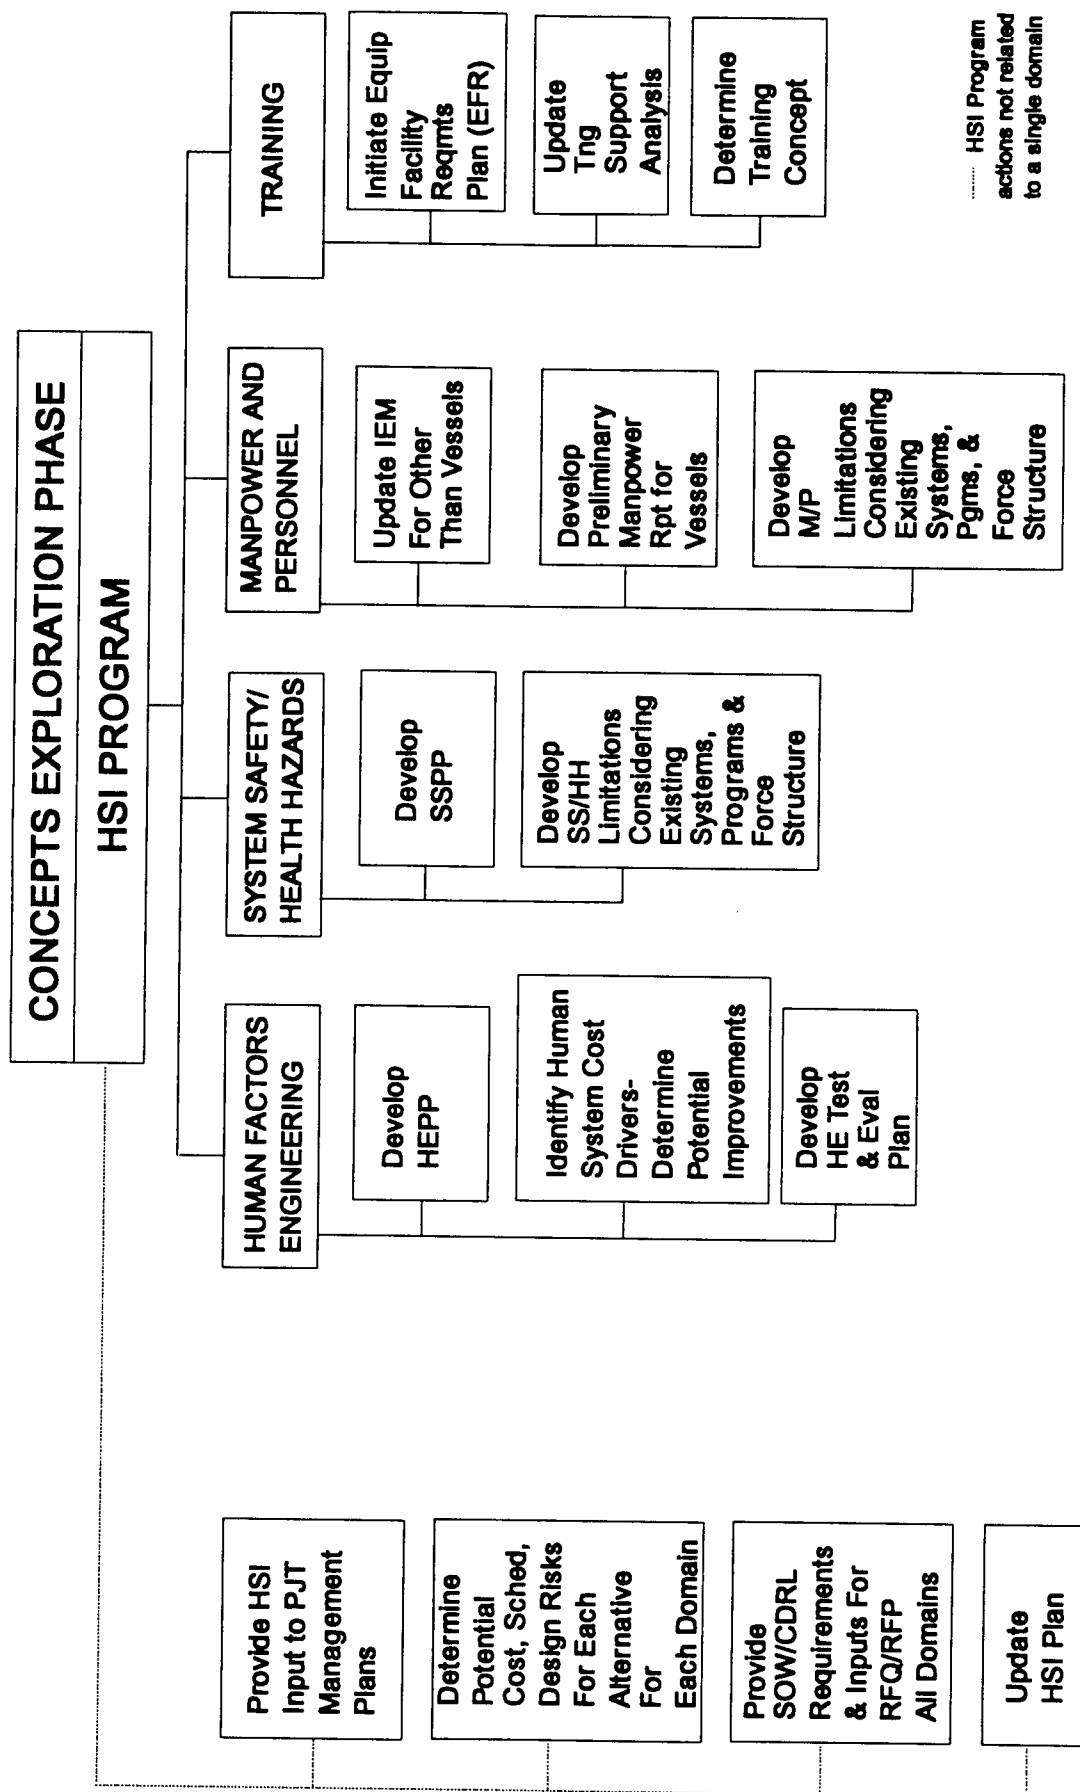 CONCEPTS EXPLORATION PHASE
HSI PROGRAM
Provide HSI
Input to PJT
Management
Plans
Determine
Potential
Cost, Sched,
Design Risks
For Each
Alternative
For
Each Domain
Provide
SOW/CDRL
Requirements
& Inputs For
RFQ/RFP
All Domains
Update
HSI Plan
HUMAN FACTORS
ENGINEERING
Develop
HEPP
Identify Human
System Cost
Drivers-
Determine
Potential
Improvements
Develop
HE Test
& Eval
Plan
SYSTEM SAFETY/
HEALTH HAZARDS
Develop
SSPP
Develop
SS/HH
Limitations
Considering
Existing
Systems,
Programs &
Force
Structure
MANPOWER AND
PERSONNEL
Update IEM
For Other
Than Vessels
Develop
Preliminary
Manpower
Rpt for
Vessels
Develop
M/P
Limitations
Considering
Existing
Systems,
Pgms, &
Force
Structure
TRAINING
Initiate Equip
Facility
Reqmts
Plan (EFR)
Update
Tng
Support
Analysis
Determine
Training
Concept
HSI Program
actions not related
to a single domain